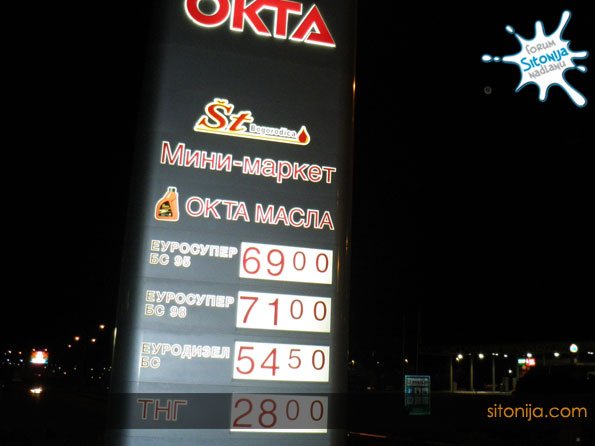 ОКТА
forum
Sitonija
nadlanu
Št
Bogorodica
Мини-маркет
ОКТА МАСЛА
ЕУРОСУПЕР
БС 95
6900
ЕУРОСУПЕР
БС 98
7100
ЕУРОДИЗЕЛ
БС
5450
ТНГ
2800
sitonija.com